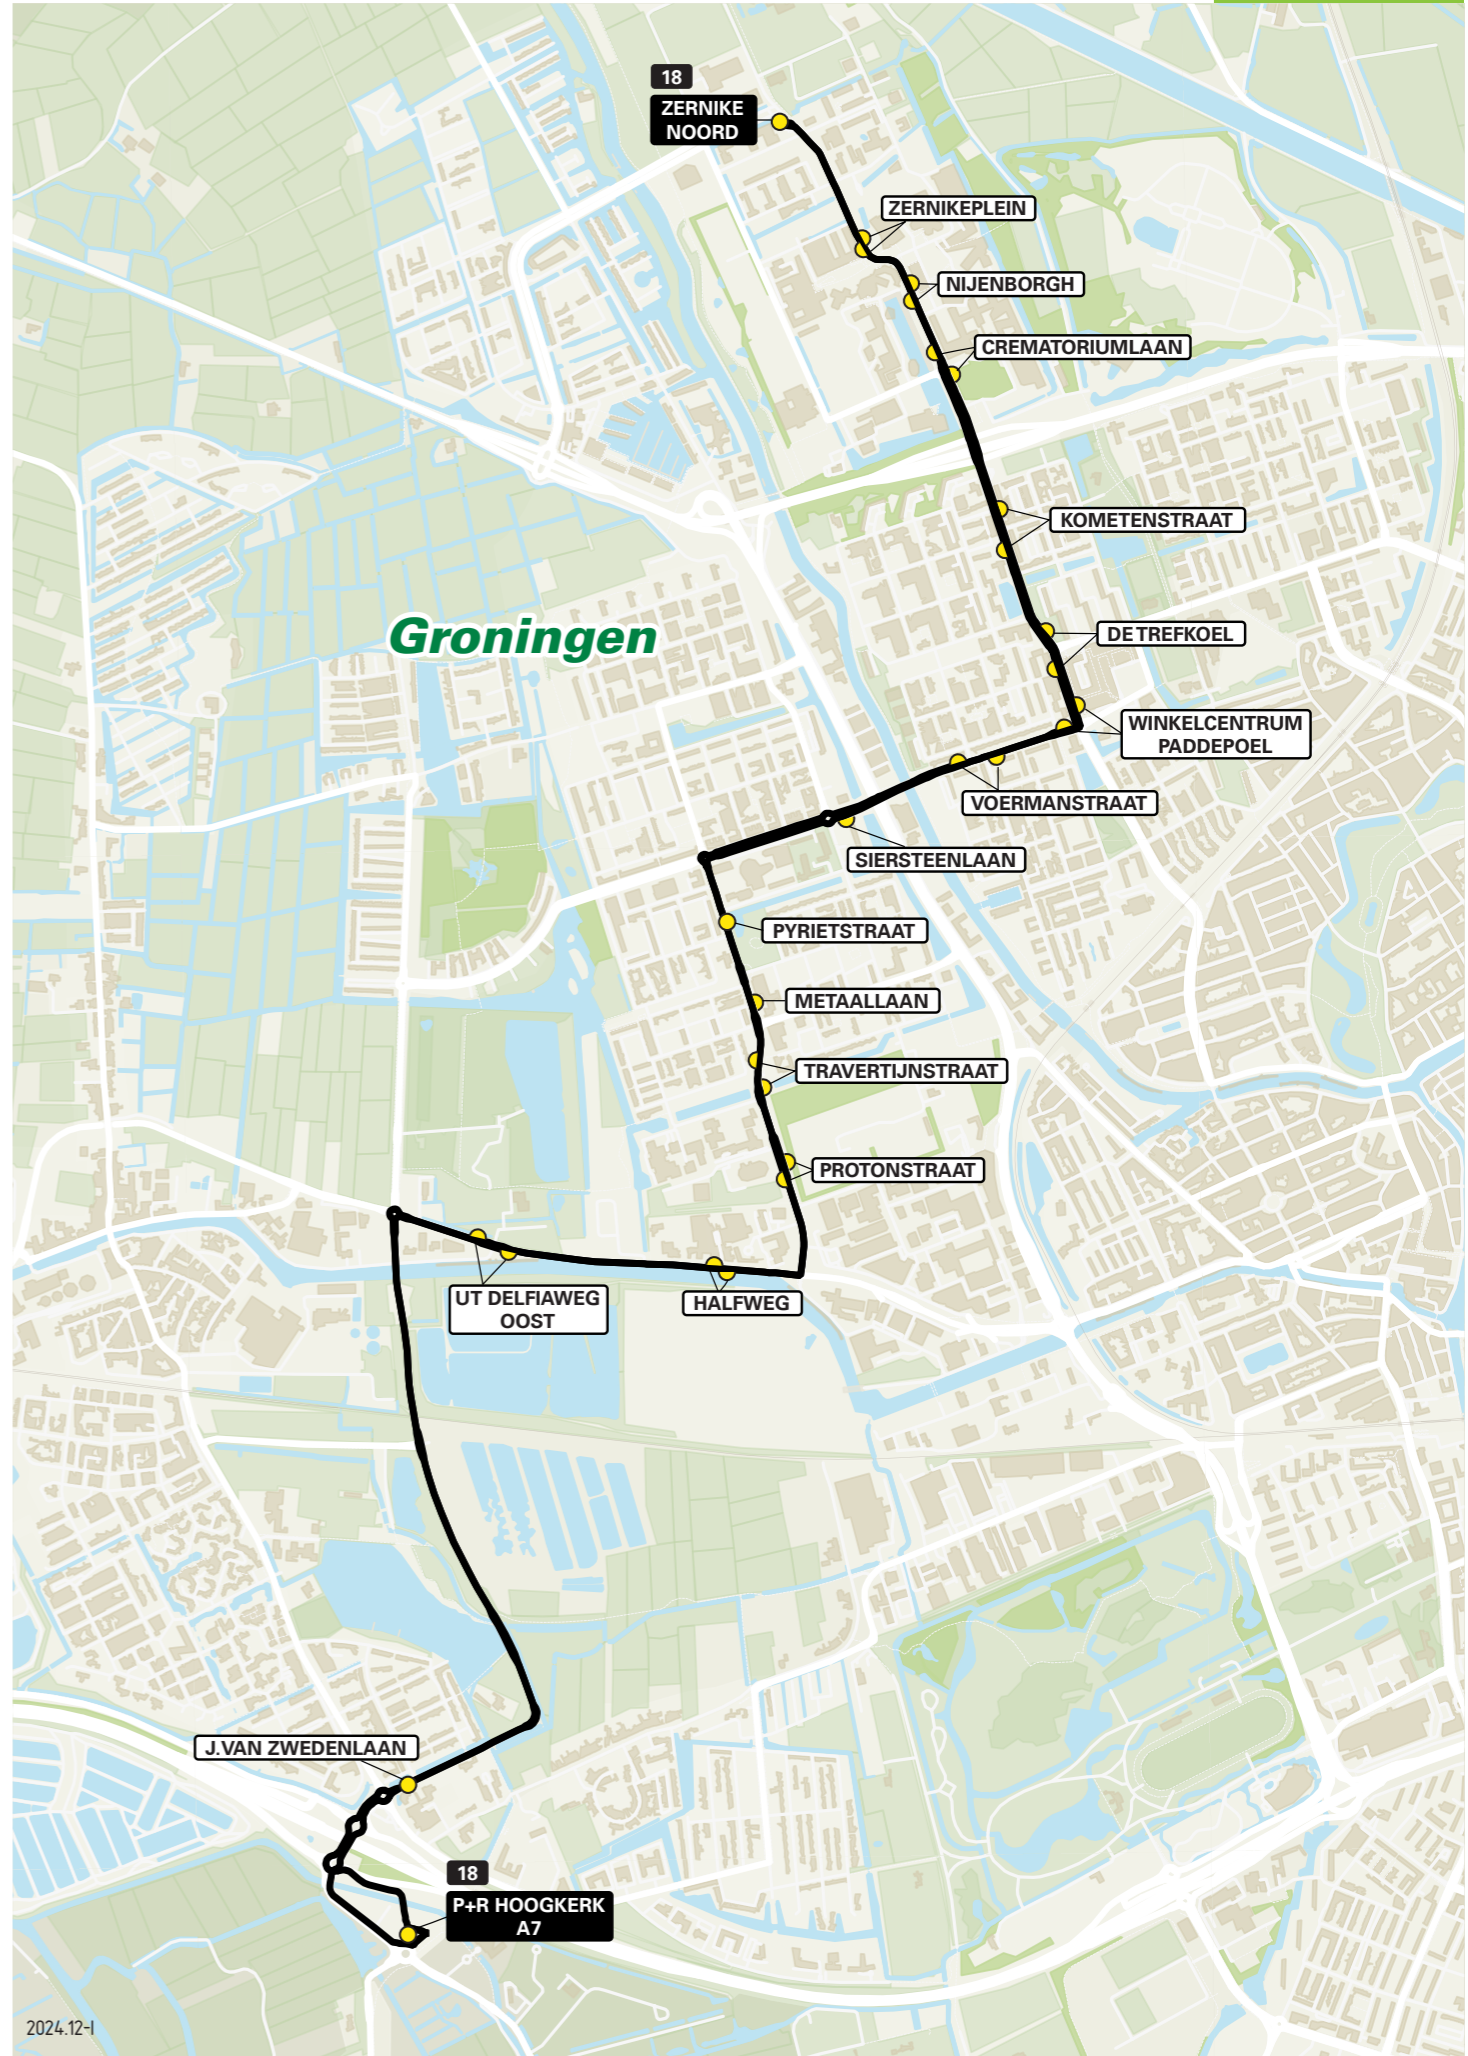 18
ZERNIKE
NOORD
ZERNIKEPLEIN
NIJENBORGH
CREMATORIUMLAAN
KOMETENSTRAAT
Groningen
DE TREFKOEL
WINKELCENTRUM
PADDEPOEL
VOERMANSTRAAT
SIERSTEENLAAN
PYRIETSTRAAT
METAALLAAN
TRAVERTIJNSTRAAT
PROTONSTRAAT
UT DELFIAWEG
OOST
HALFWEG
J.VAN ZWEDENLAAN
18
P+R HOOGKERK
A7
2024.12-I